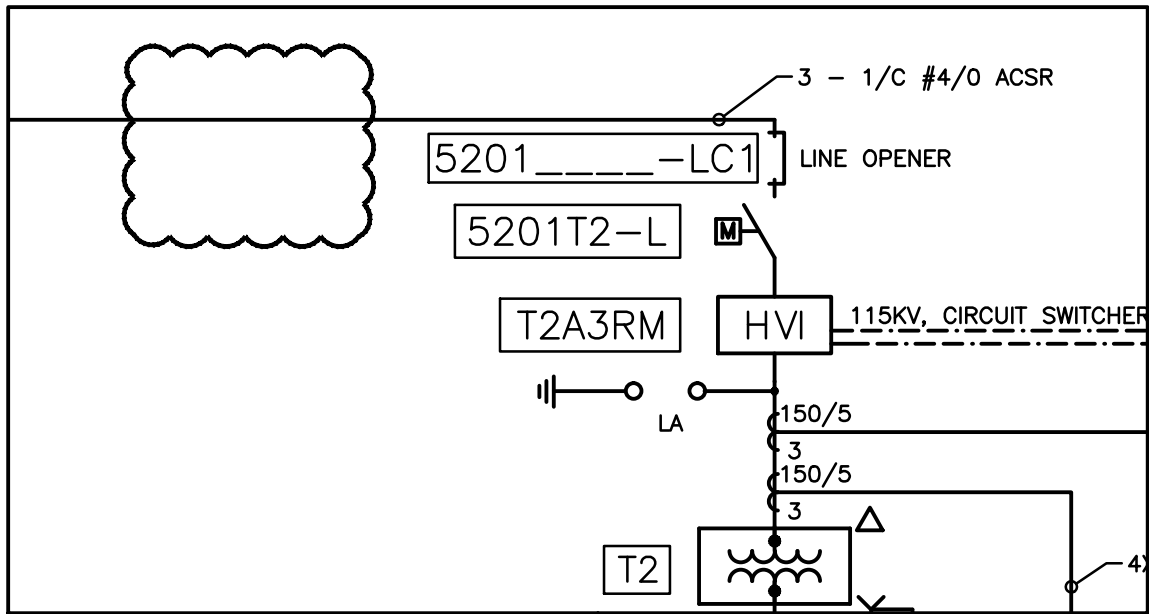 3 - 1/C #4/0 ACSR
5201____-LC1
LINE OPENER
5201T2-L
M
T2A3RM
HVI
115KV, CIRCUIT SWITCHER
LA
150/5
3
150/5
3
T2